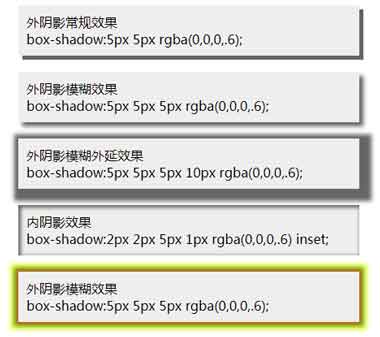 外阴影常规效果
box-shadow:5px 5px rgba(0,0,0,.6);
外阴影模糊效果
box-shadow:5px 5px 5px rgba(0,0,0,.6);
外阴影模糊外延效果
box-shadow:5px 5px 5px 10px rgba(0,0,0,.6);
内阴影效果
box-shadow:2px 2px 5px 1px rgba(0,0,0,.6) inset;
外阴影模糊效果
box-shadow:5px 5px 5px rgba(0,0,0,.6);